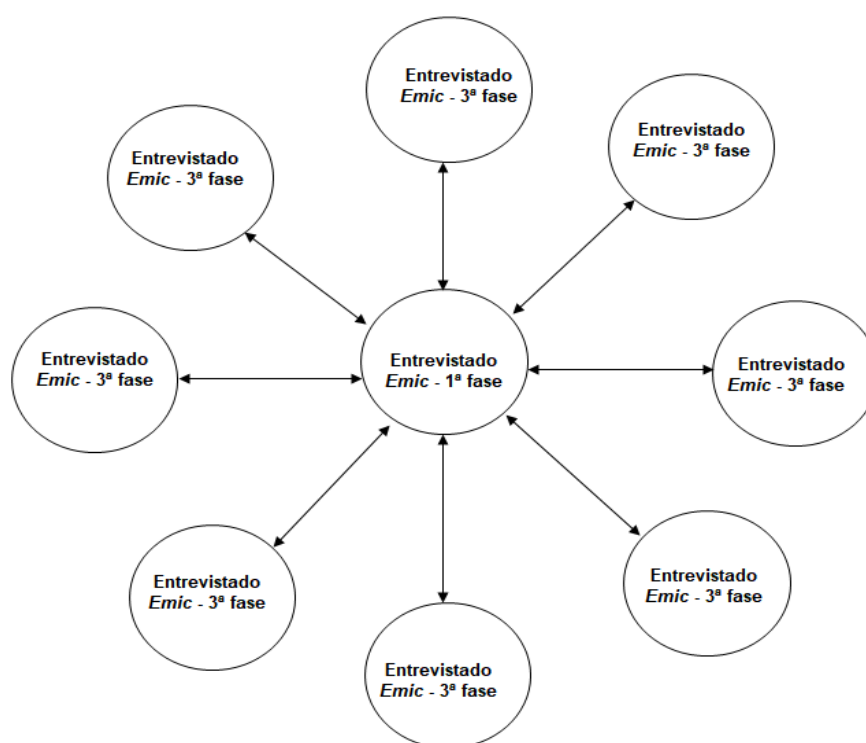 Entrevistado
Emic - 3ª fase
Entrevistado
Emic - 3ª fase
Entrevistado
Emic - 3ª fase
Entrevistado
Emic - 3ª fase
Entrevistado
Emic - 1ª fase
Entrevistado
Emic - 3ª fase
Entrevistado
Emic - 3ª fase
Entrevistado
Emic - 3ª fase
Entrevistado
Emic - 3ª fase